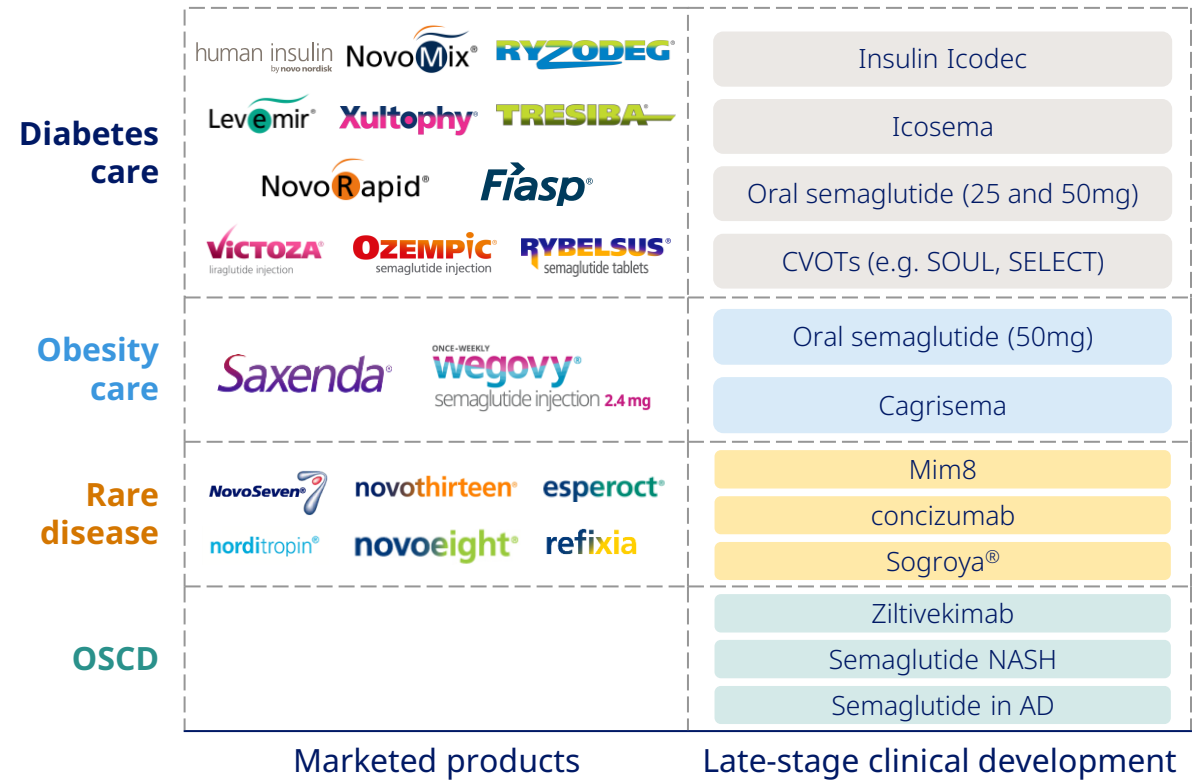 Diabetes
care
human insulin
by novo nordisk
NovoMix®
RYZODEG®
Levemir®
Xultophy®
TRESIBA®
NovoRapid®
Fiasp®
VICTOZA®
liraglutide injection
OZEMPIC®
semaglutide injection
RYBELSUS®
semaglutide tablets
Insulin Icodec
Icosema
Oral semaglutide (25 and 50mg)
CVOTs (e.g. SOUL, SELECT)
Obesity
care
Saxenda®
ONCE-WEEKLY
wegovy®
semaglutide injection 2.4 mg
Oral semaglutide (50mg)
Cagrisema
Rare
disease
NovoSeven®
novothirteen®
esperoct®
norditropin®
novoeight®
refixia
Mim8
concizumab
Sogroya®
OSCD
Ziltivekimab
Semaglutide NASH
Semaglutide in AD
Marketed products
Late-stage clinical development